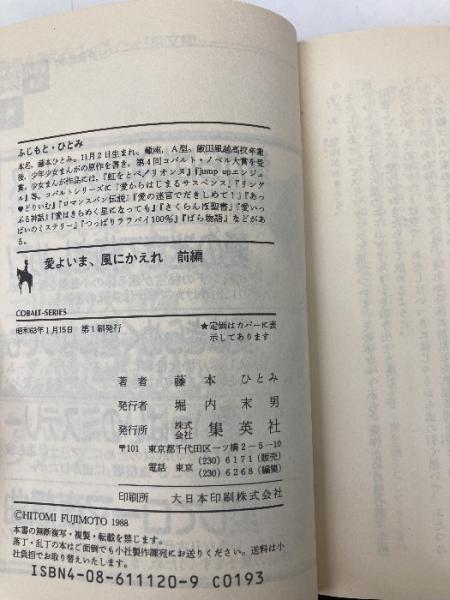 ふじもと・ひとみ
本名、藤本ひとみ。11月2日生まれ。蠍座、A型。飯田風越高校卒業
後、少年少女まんがの原作を書き、第4回コバルト・ノベル大賞を受
賞。少女まんが作品には、『虹をとべ!リオンヌ』『jump upエンジェ
ル』等。コバルトシリーズに『愛からはじまるサスペンス』『リング
どりぃむ』『ロマンスパン伝説』『愛の迷宮でだきしめて!』『あっ
ぷる神話』『愛はきらめく星になっても』『さくらんぼ聖書』『愛いっ
ぱいのミステリー』『つっぱりララバイ100%』『ばら物語』などがあ
る。
愛よいま、風にかえれ 前編
COBALT-SERIES
昭和63年1月15日 第1刷発行
★定価はカバーに表
示してあります
著者 藤本ひとみ
発行者 堀内末男
発行所 株式会社 集英社
〒101 東京都千代田区一ツ橋2-5-10
電話 東京 (230)6171(販売)
(230)6268(編集)
印刷所 大日本印刷株式会社
©HITOMI FUJIMOTO 1988
本書の無断複写・複製・転載を禁じます。
落丁・乱丁の本はご面倒でも小社製作課宛にお送りください。送料は小
社負担でお取り替えいたします。
ISBN4-08-611120-9 C0193